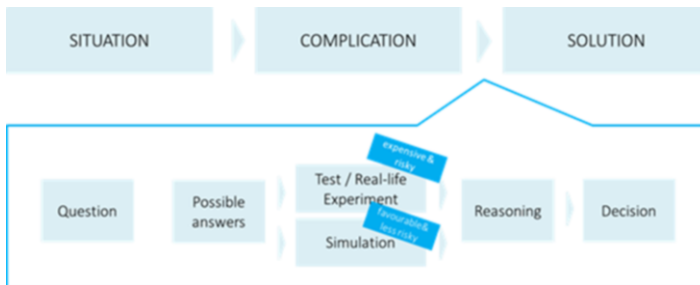 SITUATION
COMPLICATION
SOLUTION
Question
Possible
answers
expensive &
risky
Test / Real-life
Experiment
favourable&
less risky
Simulation
Reasoning
Decision